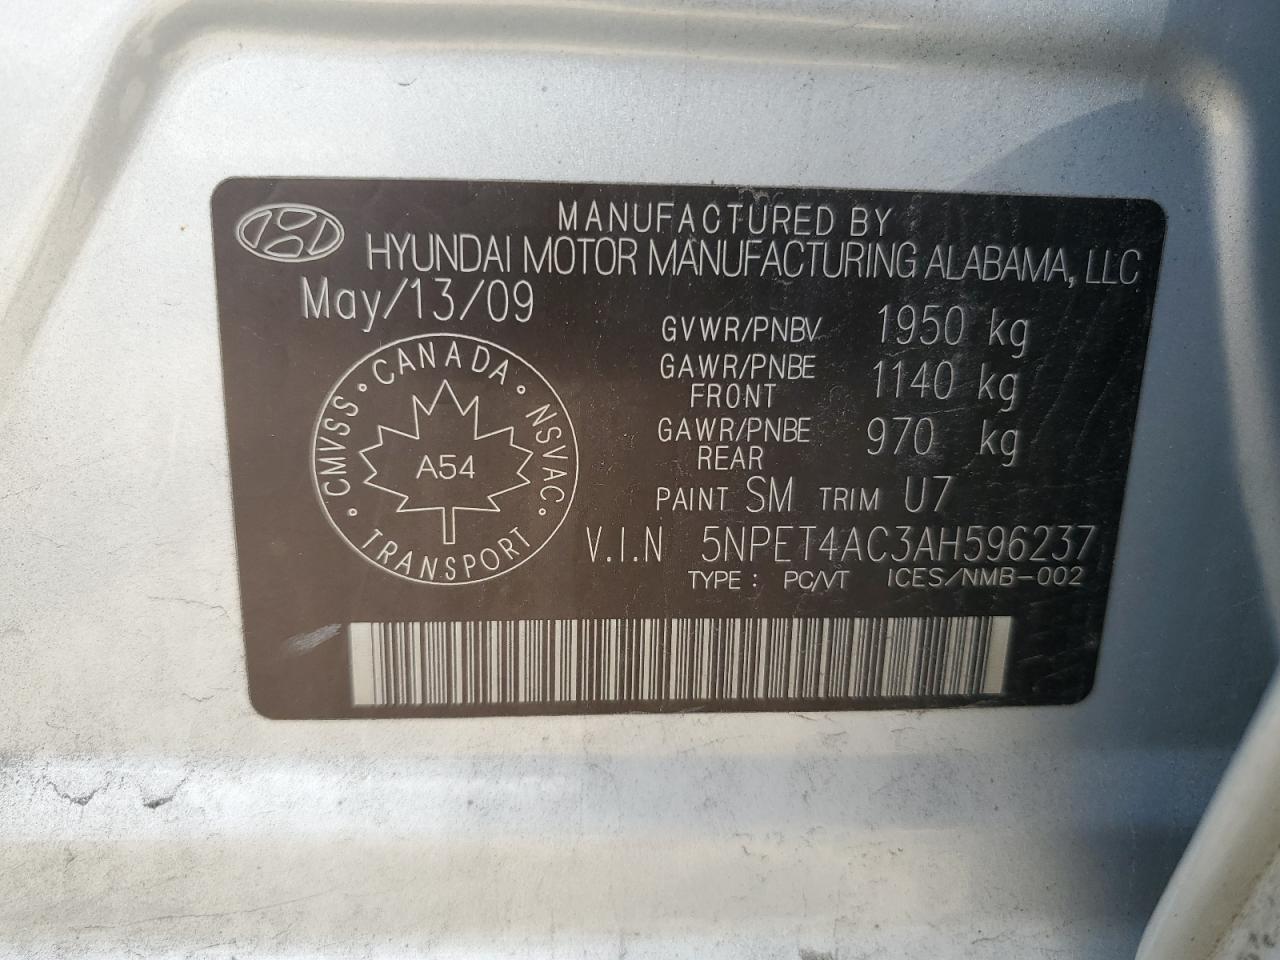 MANUFACTURED BY
HYUNDAI MOTOR MANUFACTURING ALABAMA, LLC
May/13/09
GVWR/PNBV 1950 kg
GAWR/PNBE FRONT 1140 kg
GAWR/PNBE REAR 970 kg
PAINT SM TRIM U7
V.I.N 5NPET4AC3AH596237
TYPE : PC/VT ICES/NMB-002
CANADA
CMVSS
NSVAC
A54
TRANSPORT